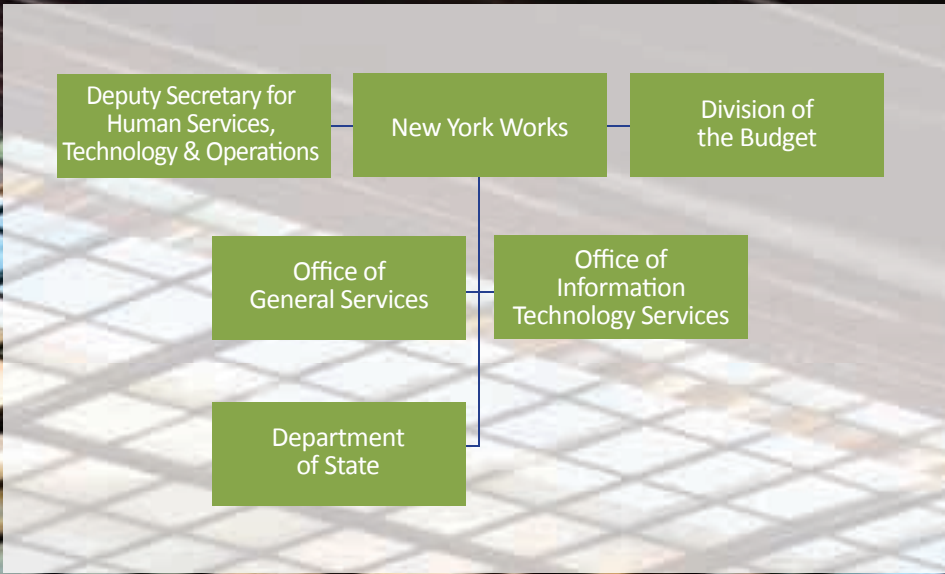 Deputy Secretary for
Human Services,
Technology & Operations
New York Works
Division of
the Budget
Office of
General Services
Office of
Information
Technology Services
Department
of State